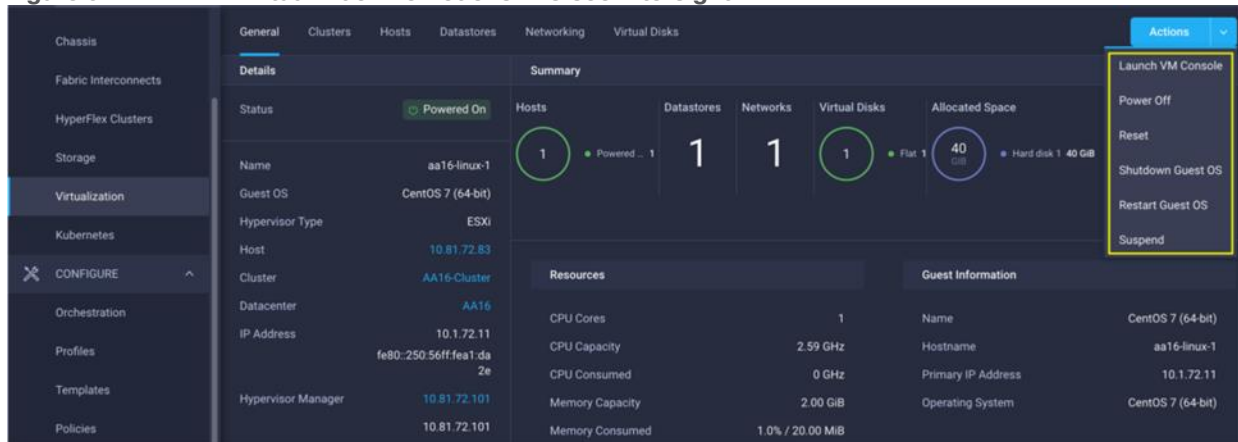 Chassis
Fabric Interconnects
HyperFlex Clusters
Storage
Virtualization
Kubernetes
CONFIGURE
Orchestration
Profiles
Templates
Policies
General Clusters Hosts Datastores Networking Virtual Disks
Actions
Launch VM Console
Power Off
Reset
Shutdown Guest OS
Restart Guest OS
Suspend
Details
Status Powered On
Name aa16-linux-1
Guest OS CentOS 7 (64-bit)
Hypervisor Type ESXi
Host 10.81.72.83
Cluster AA16-Cluster
Datacenter AA16
IP Address 10.1.72.11
fe80::250:56ff:fea1:da
2e
Hypervisor Manager 10.81.72.101
10.81.72.101
Summary
Hosts Datastores Networks Virtual Disks Allocated Space
1 Powered ... 1 1 1 1 Flat 1 40 GiB Hard disk 1 40 GiB
Resources
CPU Cores 1
CPU Capacity 2.59 GHz
CPU Consumed 0 GHz
Memory Capacity 2.00 GiB
Memory Consumed 1.0% / 20.00 MiB
Guest Information
Name CentOS 7 (64-bit)
Hostname aa16-linux-1
Primary IP Address 10.1.72.11
Operating System CentOS 7 (64-bit)